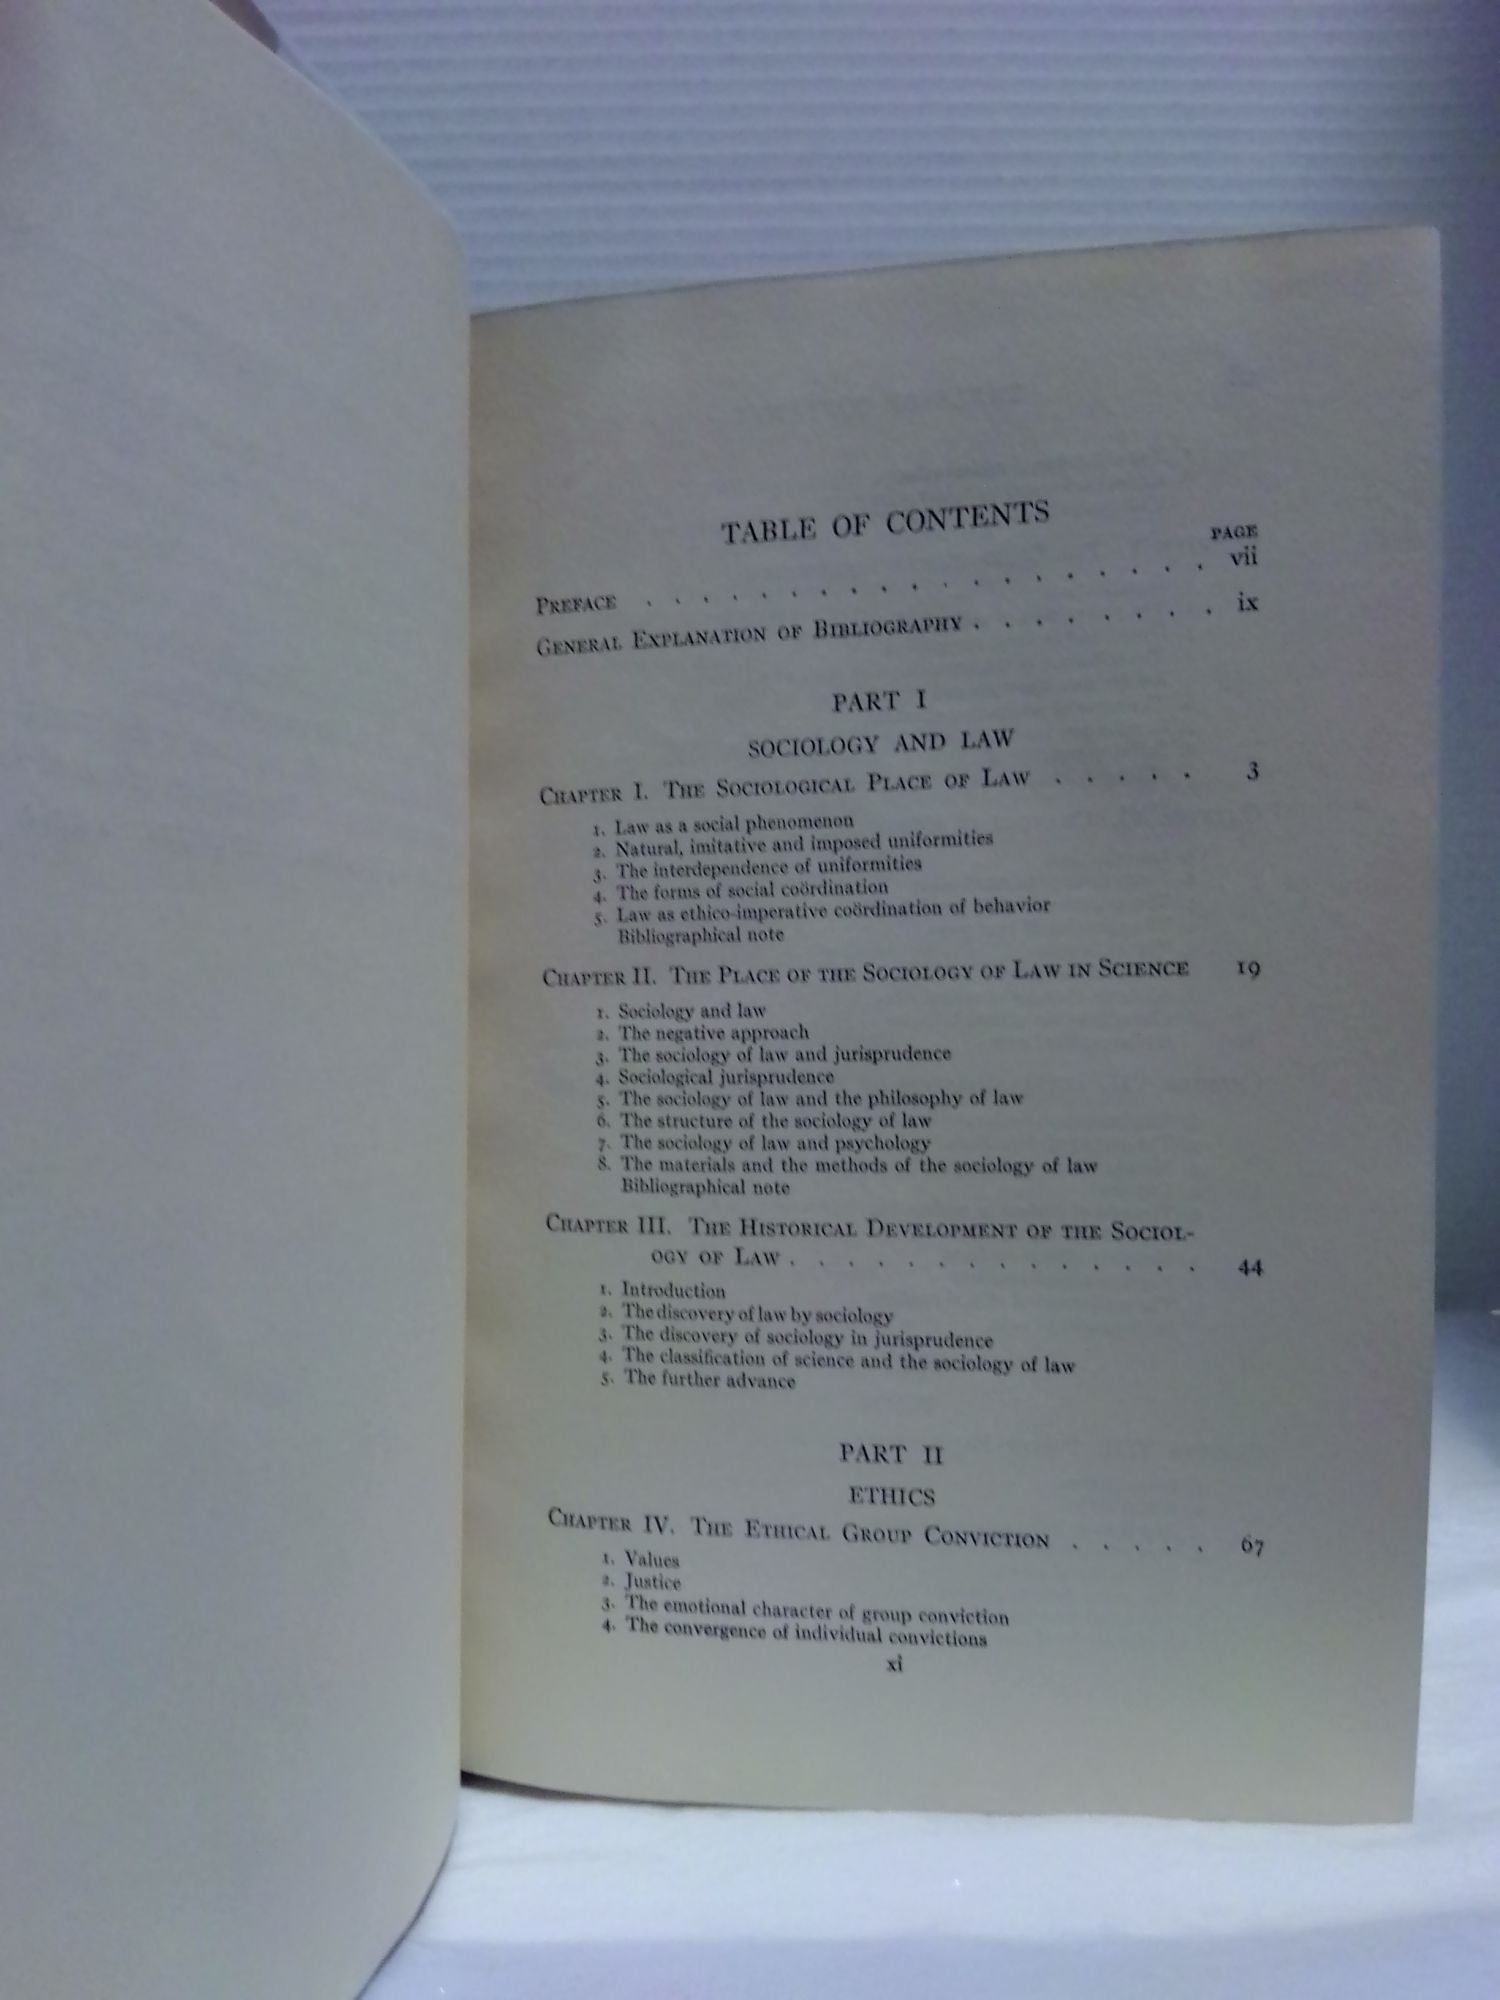 TABLE OF CONTENTS
PAGE
PREFACE . . . . . . . . . . . . . . . . . . . vii
GENERAL EXPLANATION OF BIBLIOGRAPHY . . . . . . . . . ix
PART I
SOCIOLOGY AND LAW
CHAPTER I. THE SOCIOLOGICAL PLACE OF LAW . . . . . 3
1. Law as a social phenomenon
2. Natural, imitative and imposed uniformities
3. The interdependence of uniformities
4. The forms of social coördination
5. Law as ethico-imperative coördination of behavior
Bibliographical note
CHAPTER II. THE PLACE OF THE SOCIOLOGY OF LAW IN SCIENCE 19
1. Sociology and law
2. The negative approach
3. The sociology of law and jurisprudence
4. Sociological jurisprudence
5. The sociology of law and the philosophy of law
6. The structure of the sociology of law
7. The sociology of law and psychology
8. The materials and the methods of the sociology of law
Bibliographical note
CHAPTER III. THE HISTORICAL DEVELOPMENT OF THE SOCIOL-
OGY OF LAW . . . . . . . . . . . . . . 44
1. Introduction
2. The discovery of law by sociology
3. The discovery of sociology in jurisprudence
4. The classification of science and the sociology of law
5. The further advance
PART II
ETHICS
CHAPTER IV. THE ETHICAL GROUP CONVICTION . . . . . 67
1. Values
2. Justice
3. The emotional character of group conviction
4. The convergence of individual convictions
xi